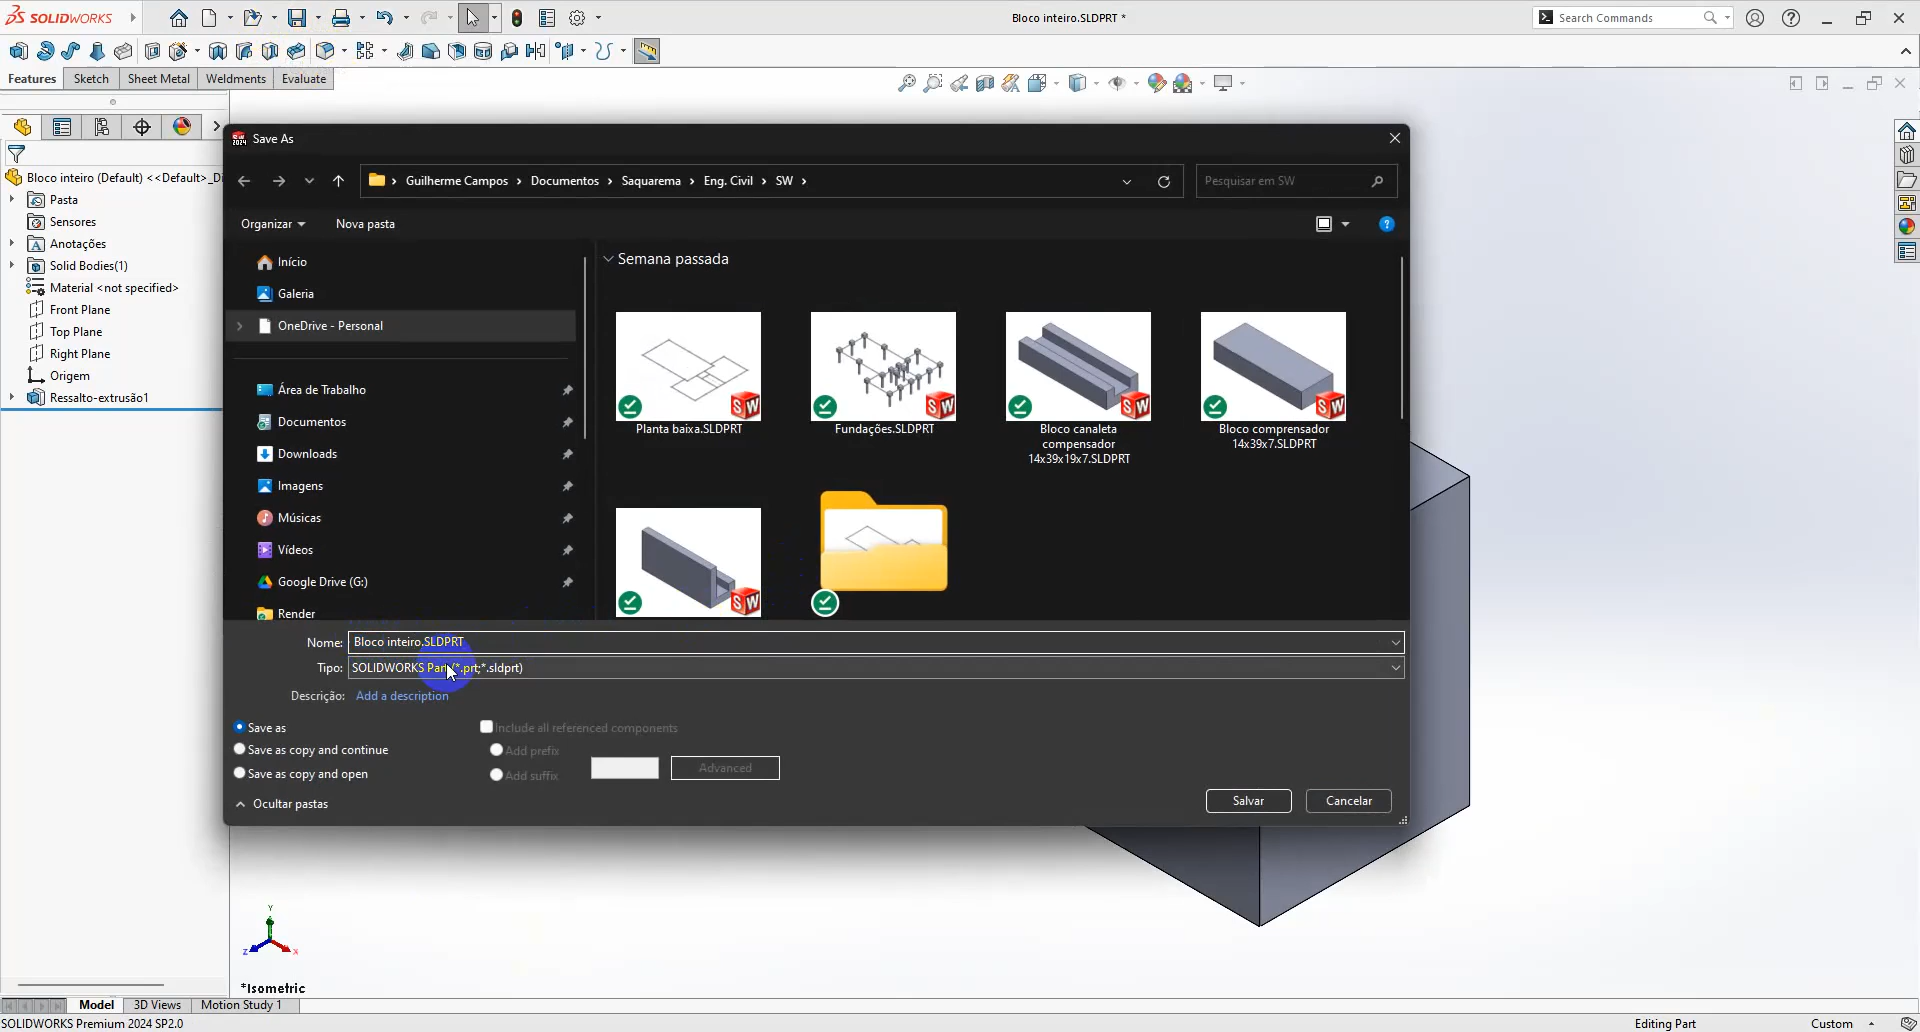 SOLIDWORKS
Bloco inteiro.SLDPRT *
Search Commands
Features
Sketch
Sheet Metal
Weldments
Evaluate
Bloco inteiro (Default) <<Default>_Di
Pasta
Sensores
Anotações
Solid Bodies(1)
Material <not specified>
Front Plane
Top Plane
Right Plane
Origem
Ressalto-extrusão1
Save As
Guilherme Campos > Documentos > Saquarema > Eng. Civil > SW >
Pesquisar em SW
Organizar
Nova pasta
Início
Galeria
OneDrive - Personal
Área de Trabalho
Documentos
Downloads
Imagens
Músicas
Vídeos
Google Drive (G:)
Render
Semana passada
Planta baixa.SLDPRT
Fundações.SLDPRT
Bloco canaleta
compensador
14x39x19x7.SLDPRT
Bloco comprensador
14x39x7.SLDPRT
Nome: Bloco inteiro.SLDPRT
Tipo: SOLIDWORKS Part (*.prt;*.sldprt)
Descrição: Add a description
Save as
Save as copy and continue
Save as copy and open
Include all referenced components
Add prefix
Add suffix
Advanced
Ocultar pastas
Salvar
Cancelar
Y
Z
X
*Isometric
Model
3D Views
Motion Study 1
SOLIDWORKS Premium 2024 SP2.0
Editing Part
Custom